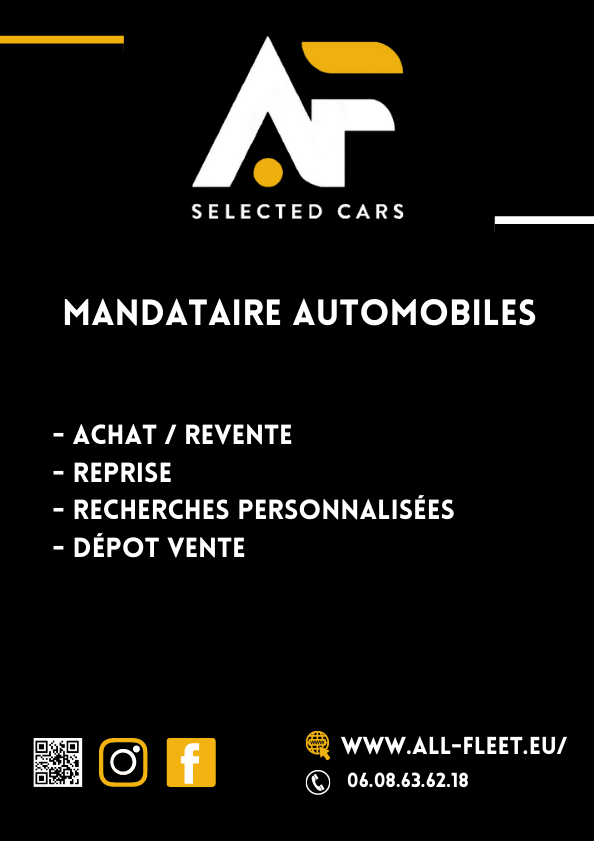 AF
SELECTED CARS
MANDATAIRE AUTOMOBILES
- ACHAT / REVENTE
- REPRISE
- RECHERCHES PERSONNALISÉES
- DÉPOT VENTE
WWW.ALL-FLEET.EU/
06.08.63.62.18